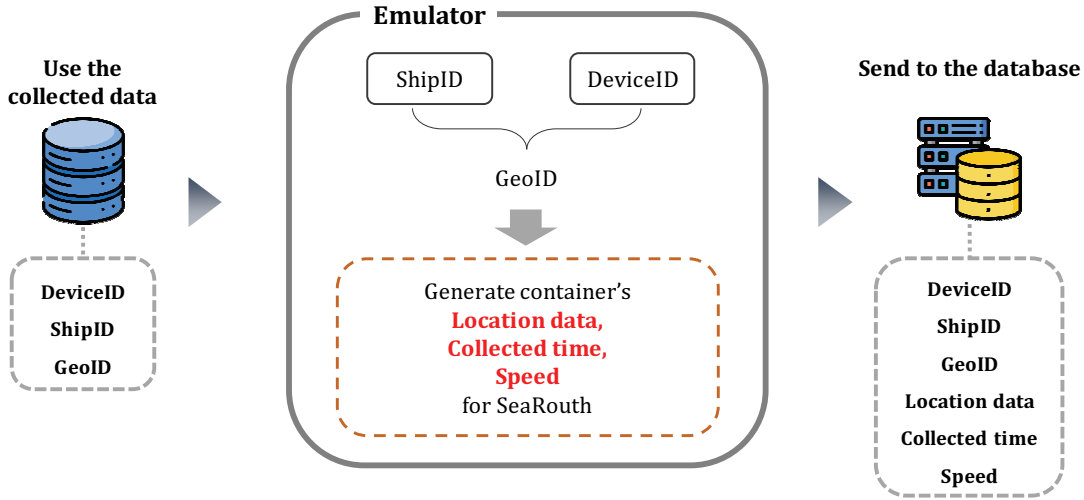 Use the
collected data
DeviceID
ShipID
GeoID
Emulator
ShipID
DeviceID
GeoID
Generate container's
Location data,
Collected time,
Speed
for SeaRouth
Send to the database
DeviceID
ShipID
GeoID
Location data
Collected time
Speed